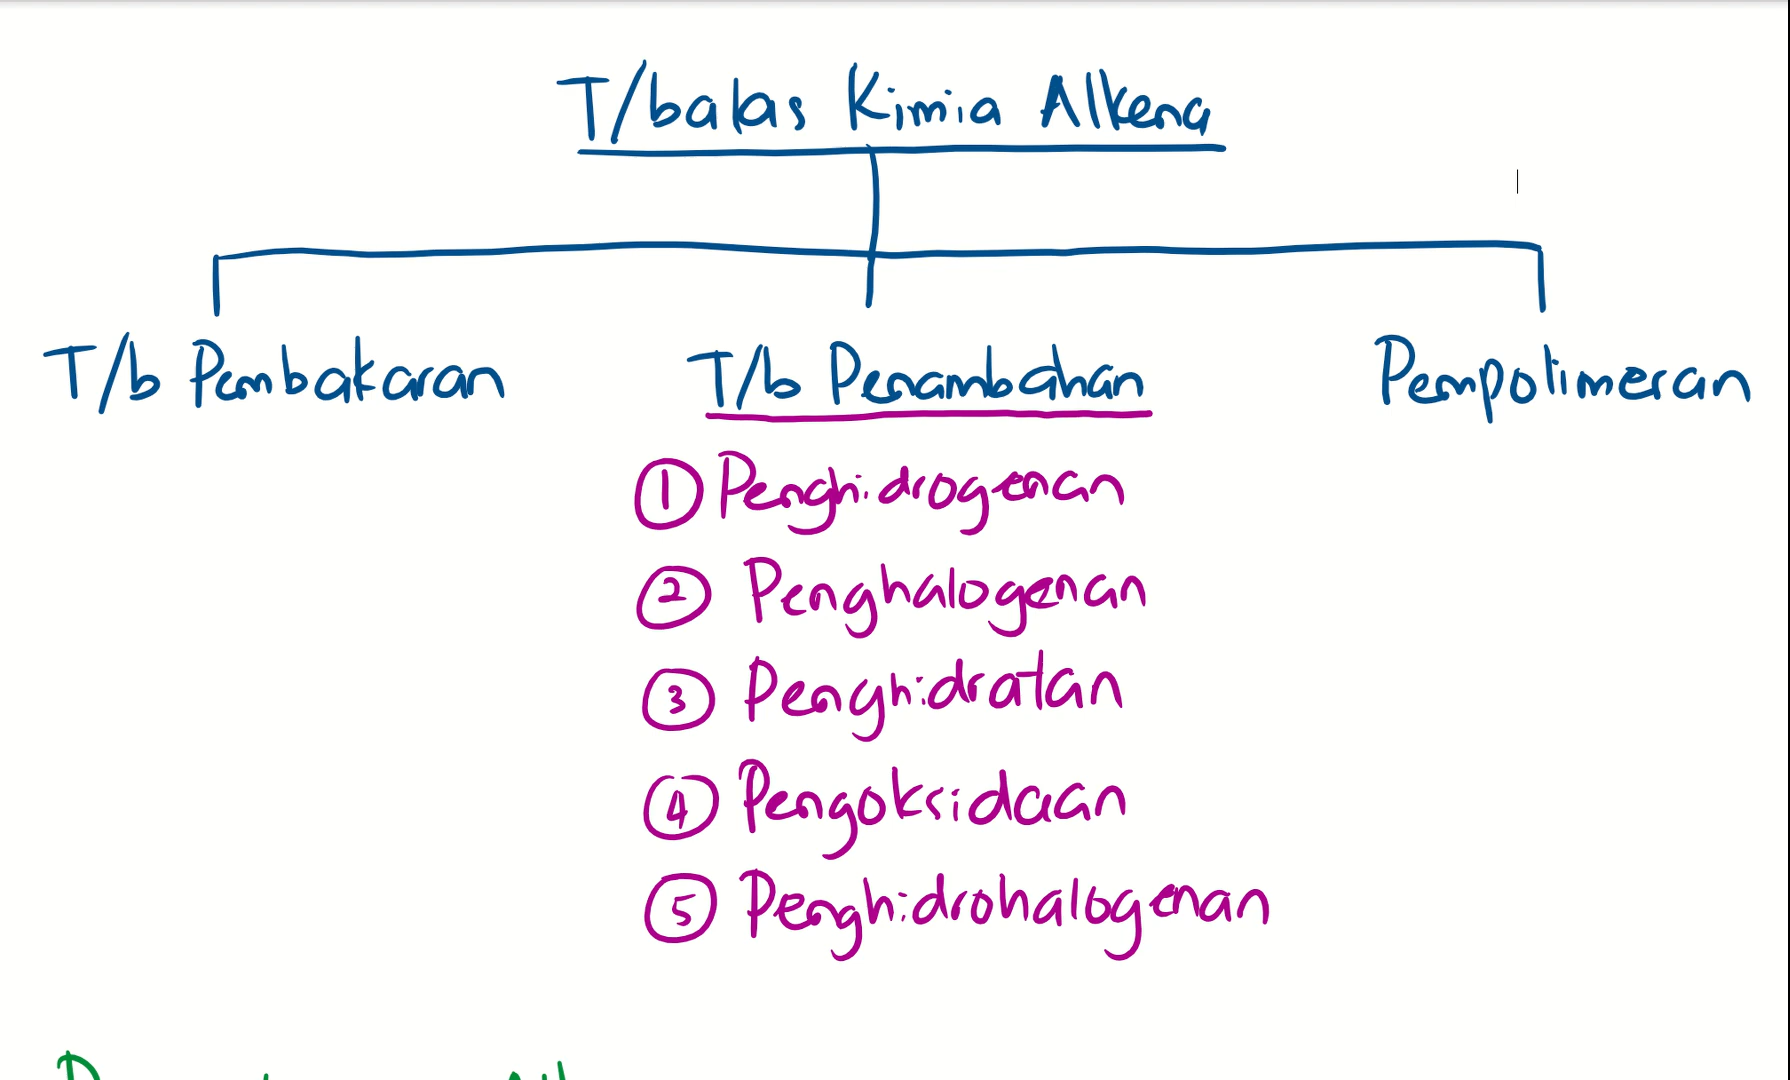 T/balas Kimia Alkena
T/b Pembakaran
T/b Penambahan
Pempolimeran
① Penghidrogenan
② Penghalogenan
③ Penghidratan
④ Pengoksidaan
⑤ Penghidrohalogenan